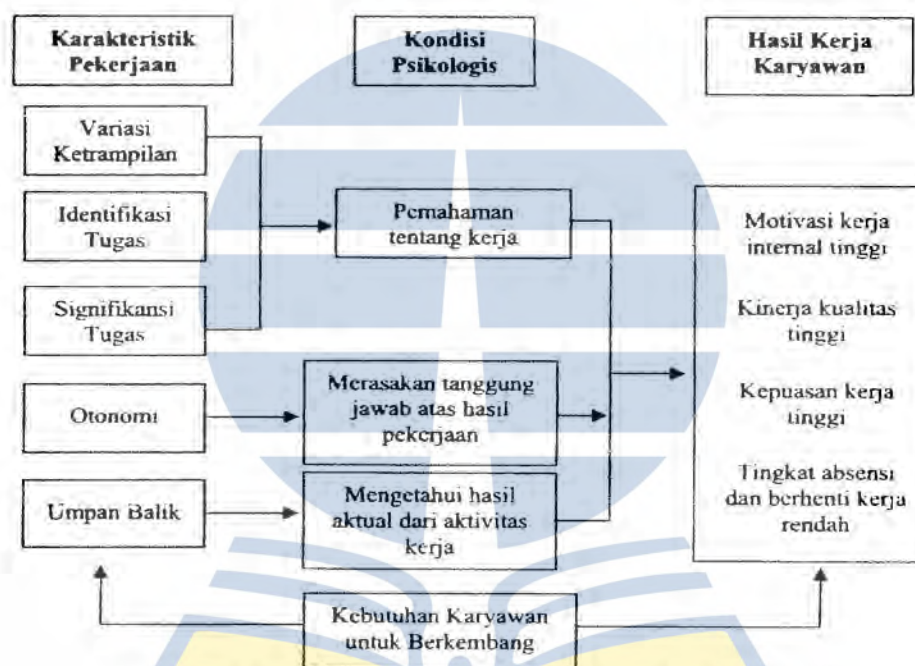 Karakteristik
Pekerjaan
Kondisi
Psikologis
Hasil Kerja
Karyawan
Variasi
Ketrampilan
Identifikasi
Tugas
Signifikansi
Tugas
Otonomi
Umpan Balik
Pemahaman
tentang kerja
Merasakan tanggung
jawab atas hasil
pekerjaan
Mengetahui hasil
aktual dari aktivitas
kerja
Kebutuhan Karyawan
untuk Berkembang
Motivasi kerja
internal tinggi
Kinerja kualitas
tinggi
Kepuasan kerja
tinggi
Tingkat absensi
dan berhenti kerja
rendah